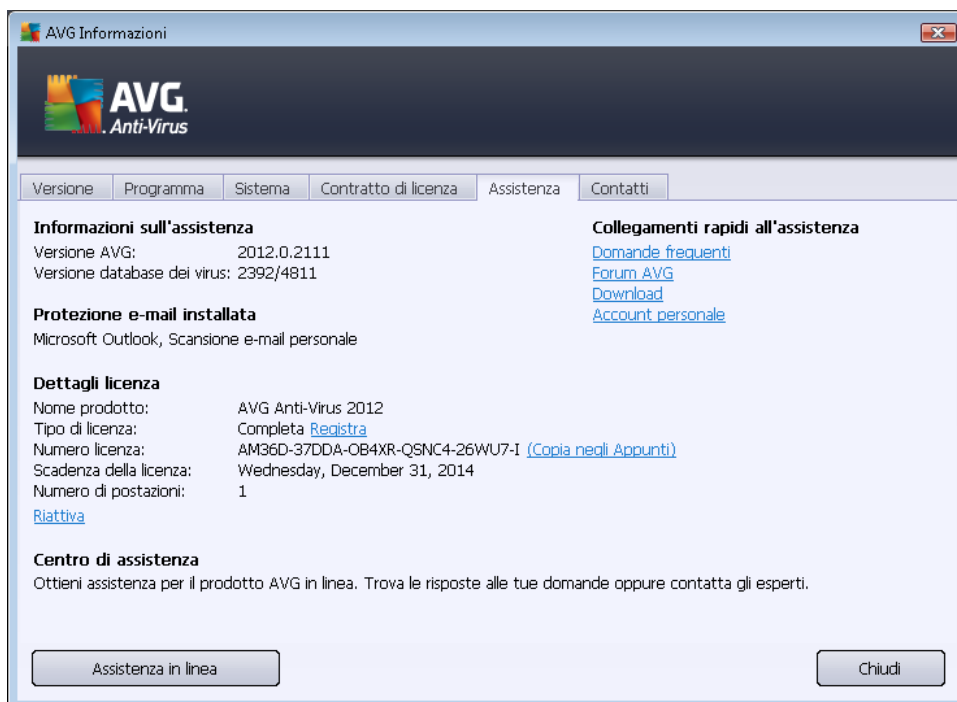 AVG Informazioni
AVG.
Anti-Virus
Versione
Programma
Sistema
Contratto di licenza
Assistenza
Contatti
Informazioni sull'assistenza
Versione AVG: 2012.0.2111
Versione database dei virus: 2392/4811
Protezione e-mail installata
Microsoft Outlook, Scansione e-mail personale
Dettagli licenza
Nome prodotto: AVG Anti-Virus 2012
Tipo di licenza: Completa Registra
Numero licenza: AM36D-37DDA-OB4XR-QSNC4-26WU7-I (Copia negli Appunti)
Scadenza della licenza: Wednesday, December 31, 2014
Numero di postazioni: 1
Riattiva
Centro di assistenza
Ottieni assistenza per il prodotto AVG in linea. Trova le risposte alle tue domande oppure contatta gli esperti.
Collegamenti rapidi all'assistenza
Domande frequenti
Forum AVG
Download
Account personale
Assistenza in linea
Chiudi